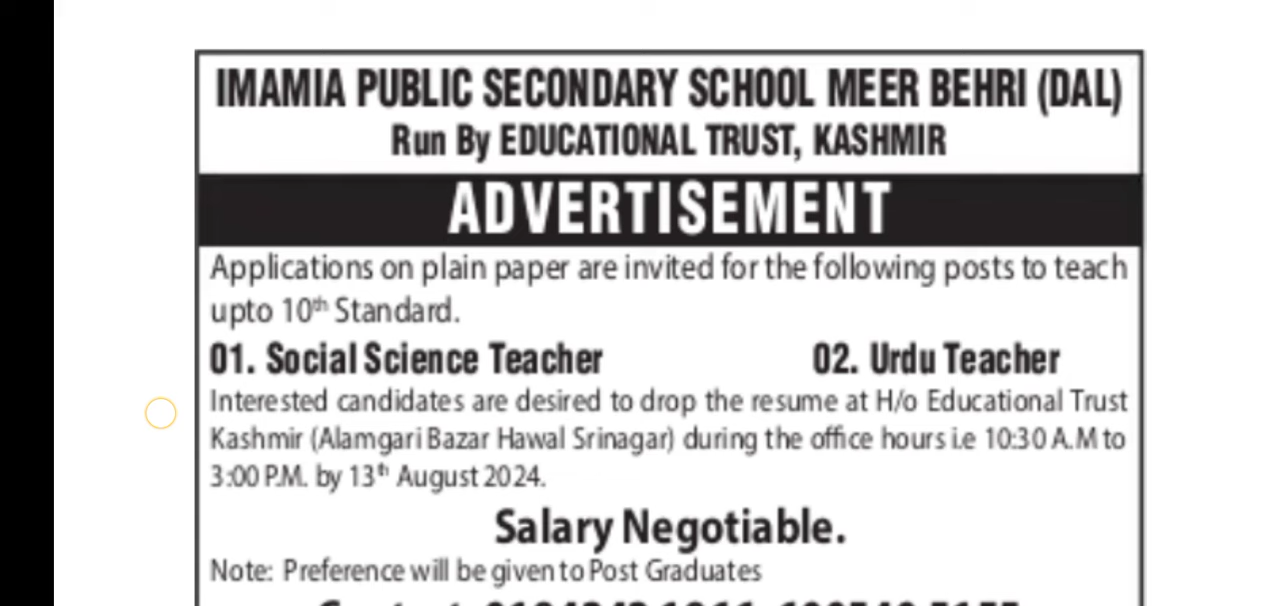 IMAMIA PUBLIC SECONDARY SCHOOL MEER BEHRI (DAL)
Run By EDUCATIONAL TRUST, KASHMIR
ADVERTISEMENT
Applications on plain paper are invited for the following posts to teach
upto 10th Standard.
01. Social Science Teacher 02. Urdu Teacher
Interested candidates are desired to drop the resume at H/o Educational Trust
Kashmir (Alamgari Bazar Hawal Srinagar) during the office hours i.e 10:30 A.M to
3:00 P.M. by 13th August 2024.
Salary Negotiable.
Note: Preference will be given to Post Graduates